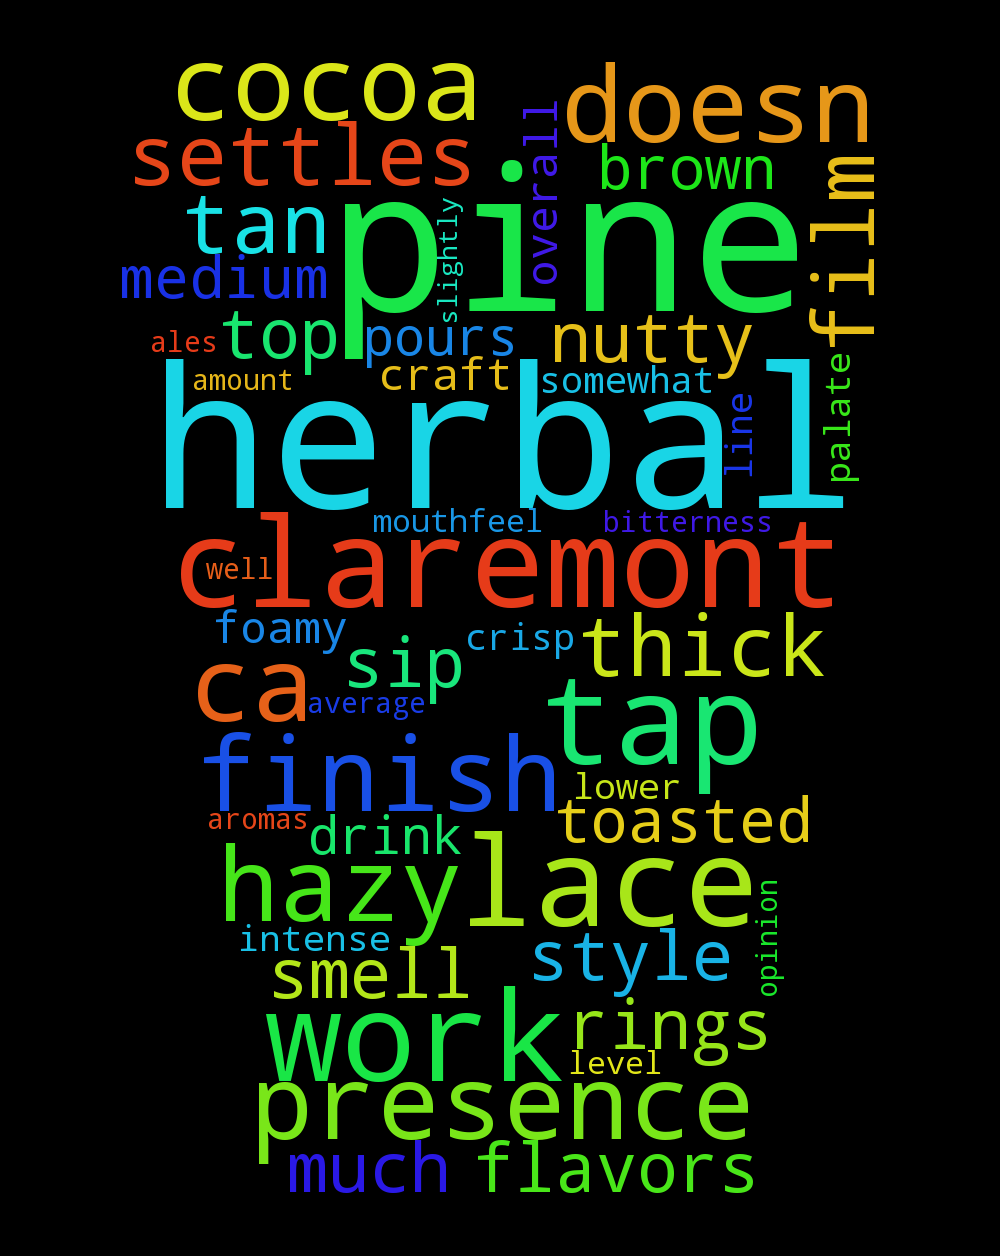 cocoa
doesn
settles
overall
brown
film
pine
tan
slightly
medium
top
pours
nutty
ales
amount
craft
somewhat
palate
herbal
line
mouthfeel
bitterness
claremont
well
foamy
crisp
thick
sip
ca
average
tap
finish
lower
toasted
aromas
drink
lace
hazy
opinion
intense
style
smell
work
rings
level
presence
much
flavors